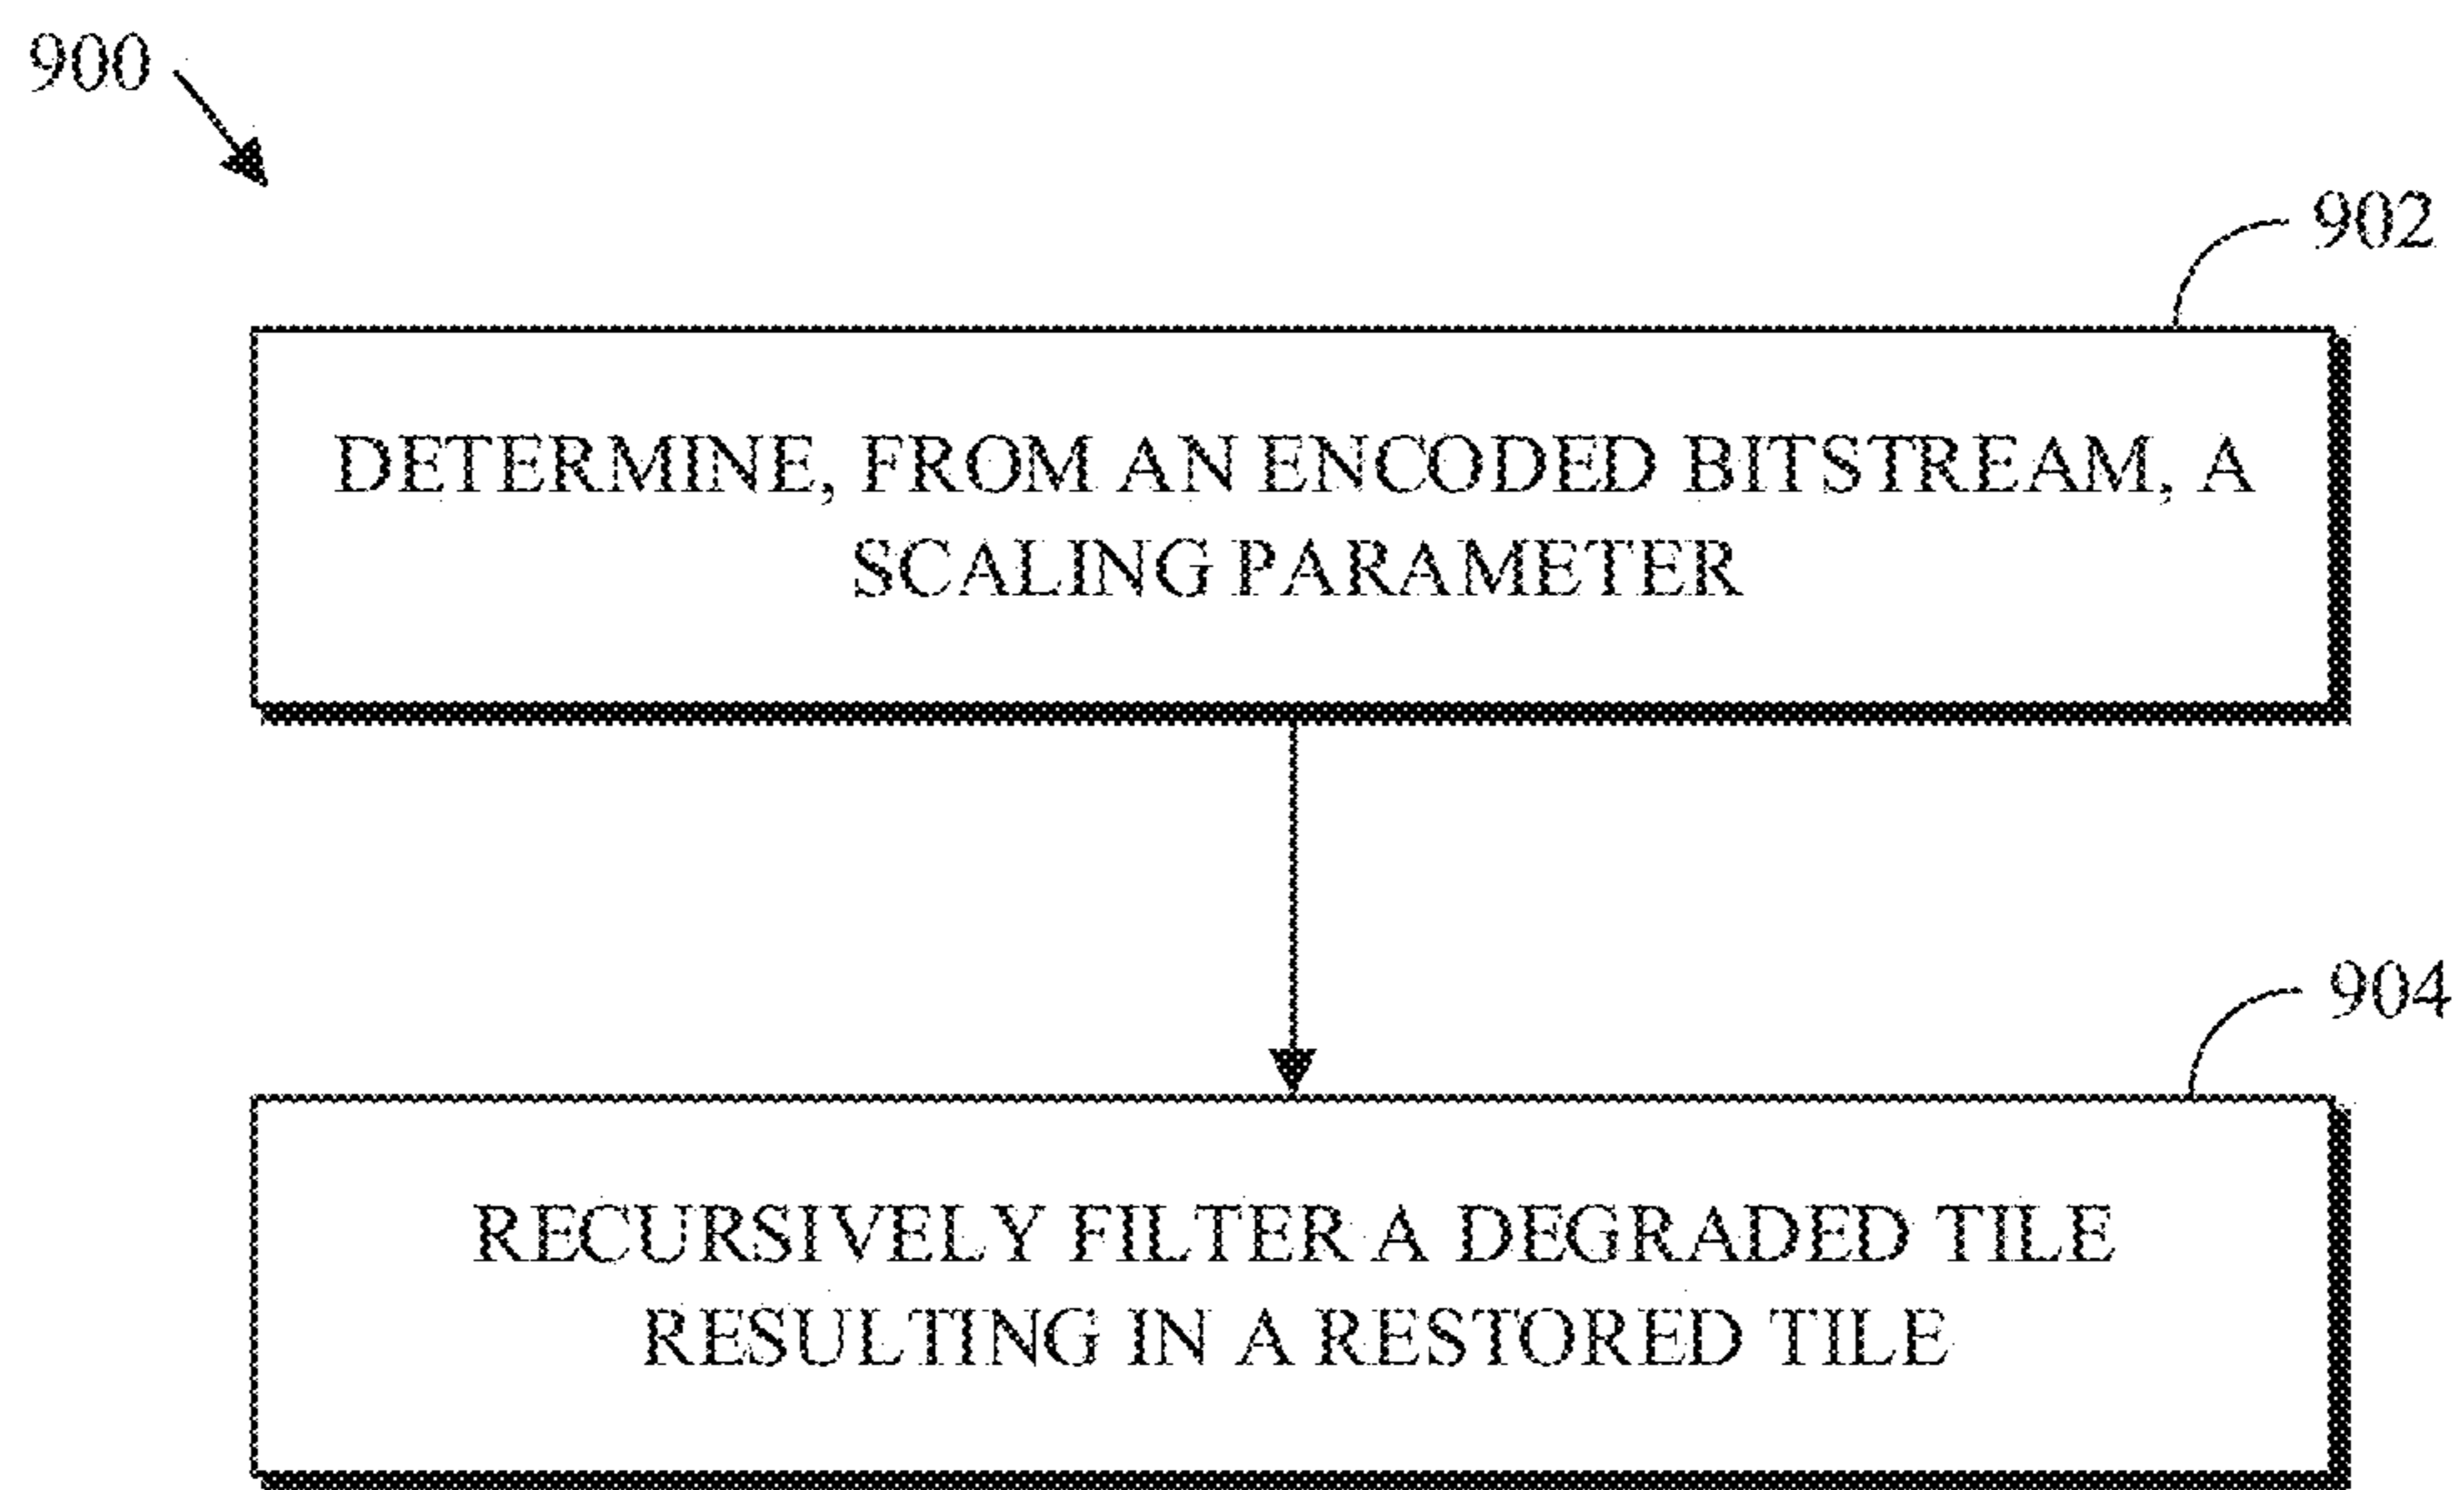 900
902
DETERMINE, FROM AN ENCODED BITSTREAM, A
SCALING PARAMETER
904
RECURSIVELY FILTER A DEGRADED TILE
RESULTING IN A RESTORED TILE